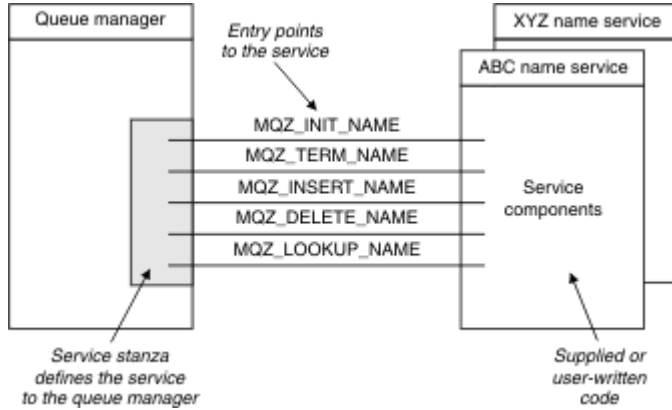 Queue manager
XYZ name service
Entry points
to the service
ABC name service
MQZ_INIT_NAME
MQZ_TERM_NAME
MQZ_INSERT_NAME
MQZ_DELETE_NAME
MQZ_LOOKUP_NAME
Service
components
Service stanza
defines the service
to the queue manager
Supplied or
user-written
code